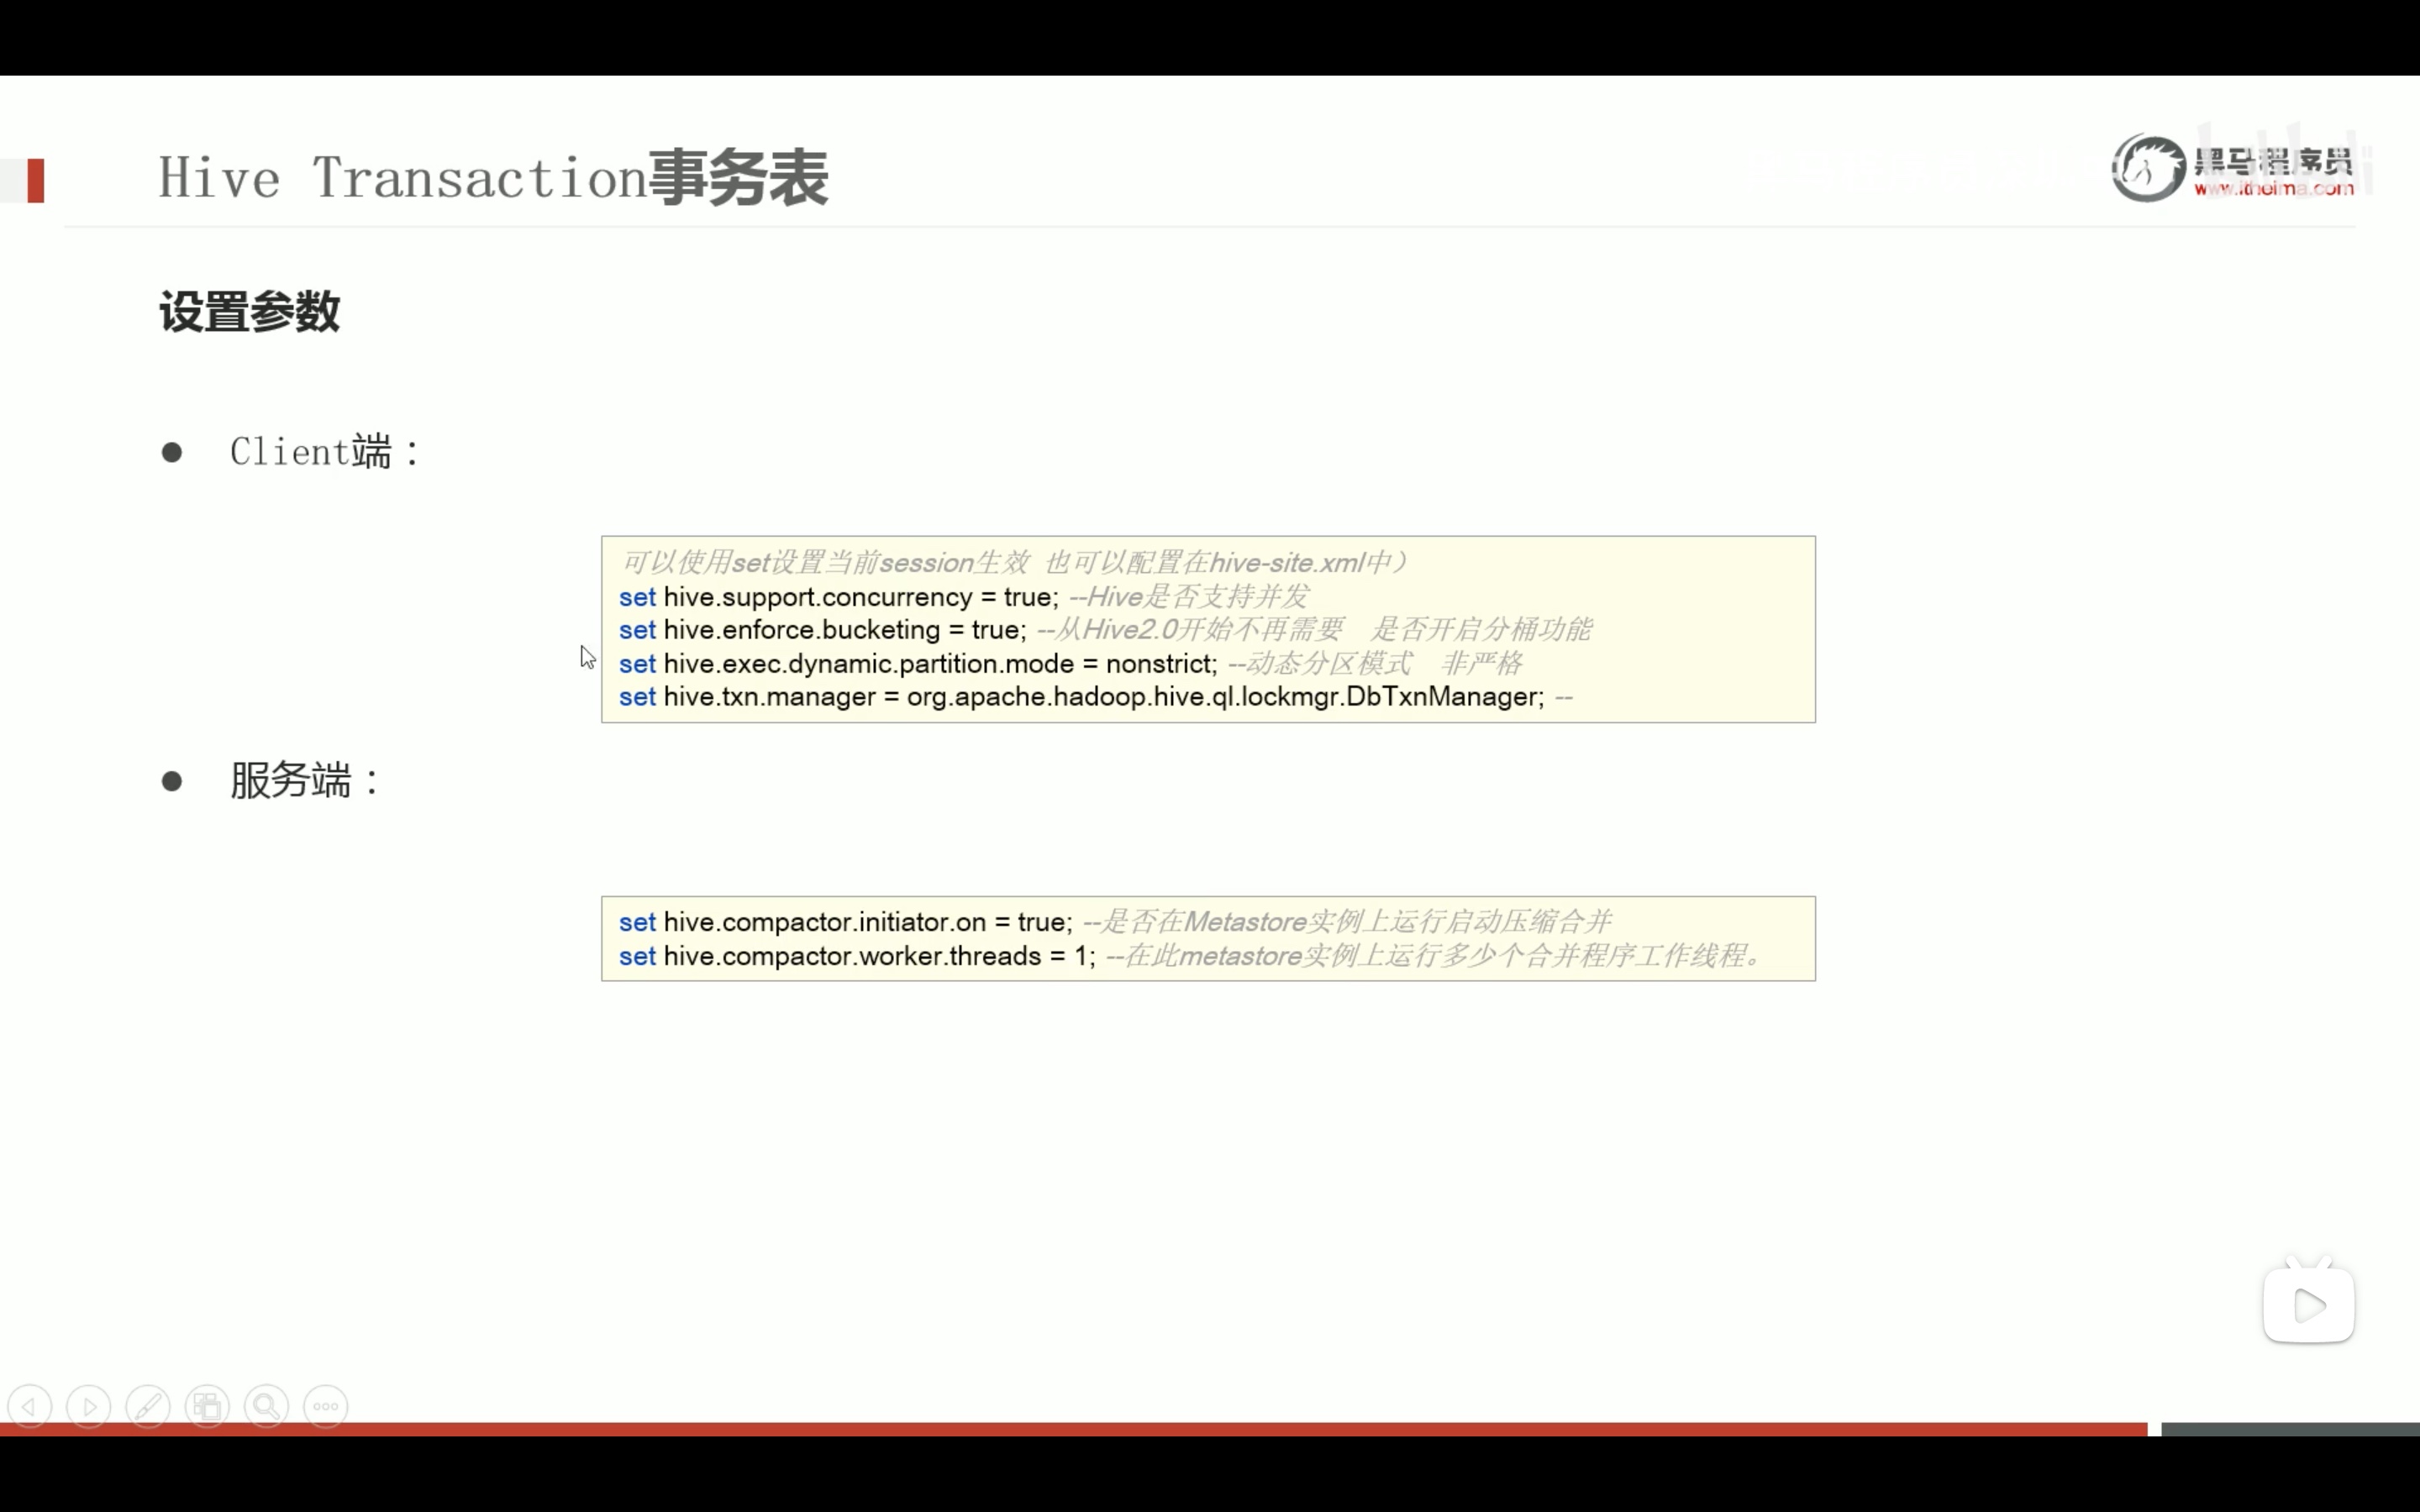 Hive Transaction事务表
黑马程序员
www.itheima.com
设置参数
Client端：
可以使用set设置当前session生效 也可以配置在hive-site.xml中）
set hive.support.concurrency = true; --Hive是否支持并发
set hive.enforce.bucketing = true; --从Hive2.0开始不再需要 是否开启分桶功能
set hive.exec.dynamic.partition.mode = nonstrict; --动态分区模式 非严格
set hive.txn.manager = org.apache.hadoop.hive.ql.lockmgr.DbTxnManager; --
服务端：
set hive.compactor.initiator.on = true; --是否在Metastore实例上运行启动压缩合并
set hive.compactor.worker.threads = 1; --在此metastore实例上运行多少个合并程序工作线程。